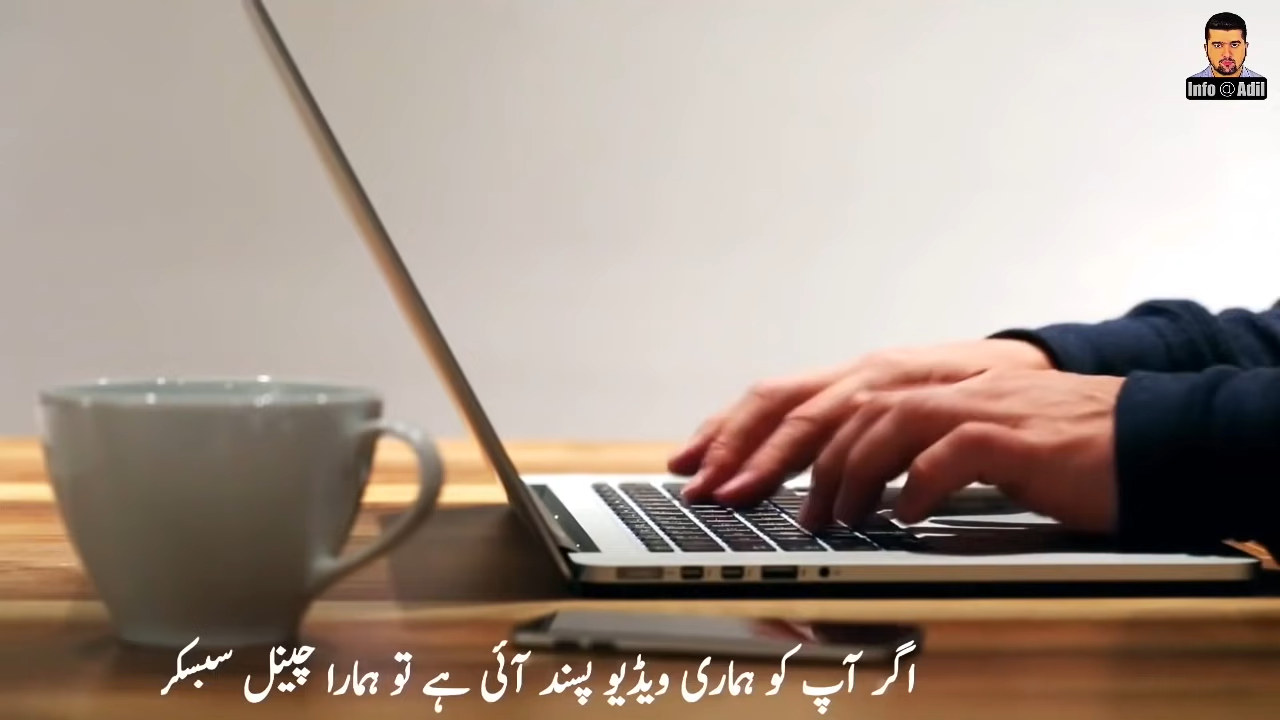 Info @ Adil
اگر آپ کو ہماری ویڈیو پسند آئی ہے تو ہمارا چینل سبسکر